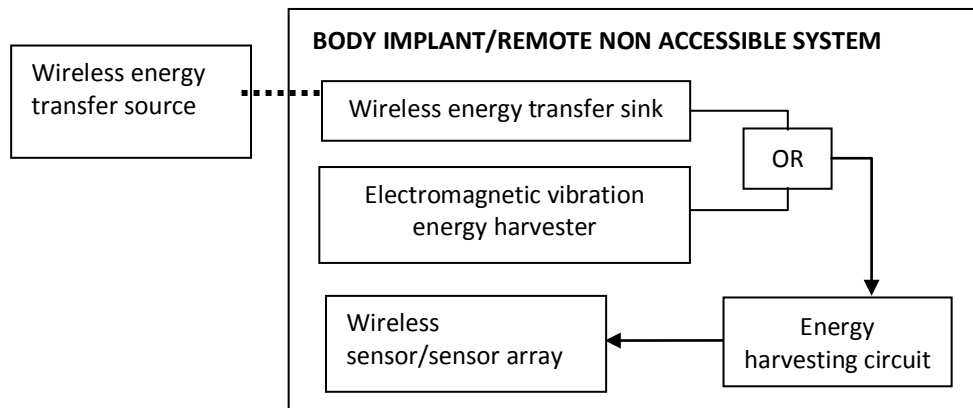 BODY IMPLANT/REMOTE NON ACCESSIBLE SYSTEM
Wireless energy
transfer source
Wireless energy transfer sink
OR
Electromagnetic vibration
energy harvester
Wireless
sensor/sensor array
Energy
harvesting circuit